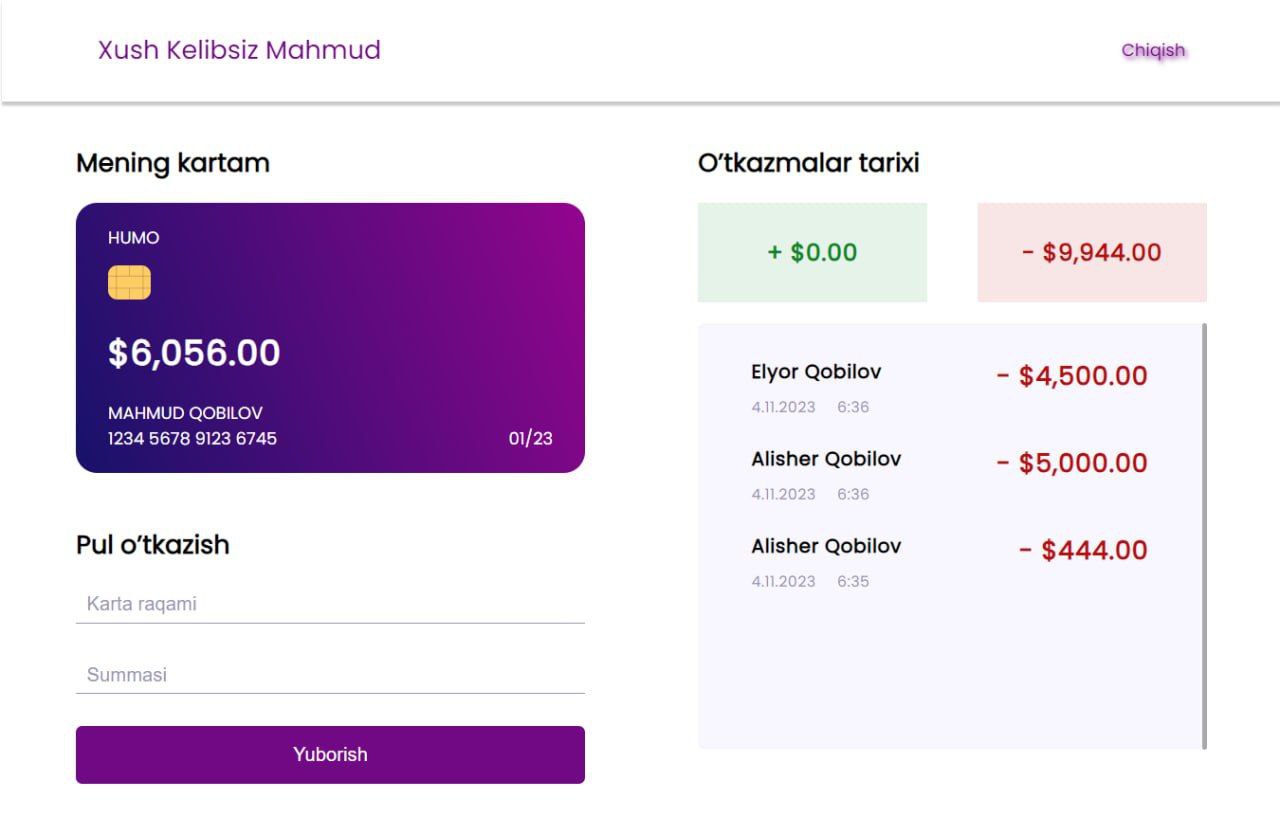 Xush Kelibsiz Mahmud
Chiqish
Mening kartam
HUMO
$6,056.00
MAHMUD QOBILOV
1234 5678 9123 6745
01/23
Pul o’tkazish
Karta raqami
Summasi
Yuborish
O’tkazmalar tarixi
+ $0.00
- $9,944.00
Elyor Qobilov
- $4,500.00
4.11.2023 6:36
Alisher Qobilov
- $5,000.00
4.11.2023 6:36
Alisher Qobilov
- $444.00
4.11.2023 6:35